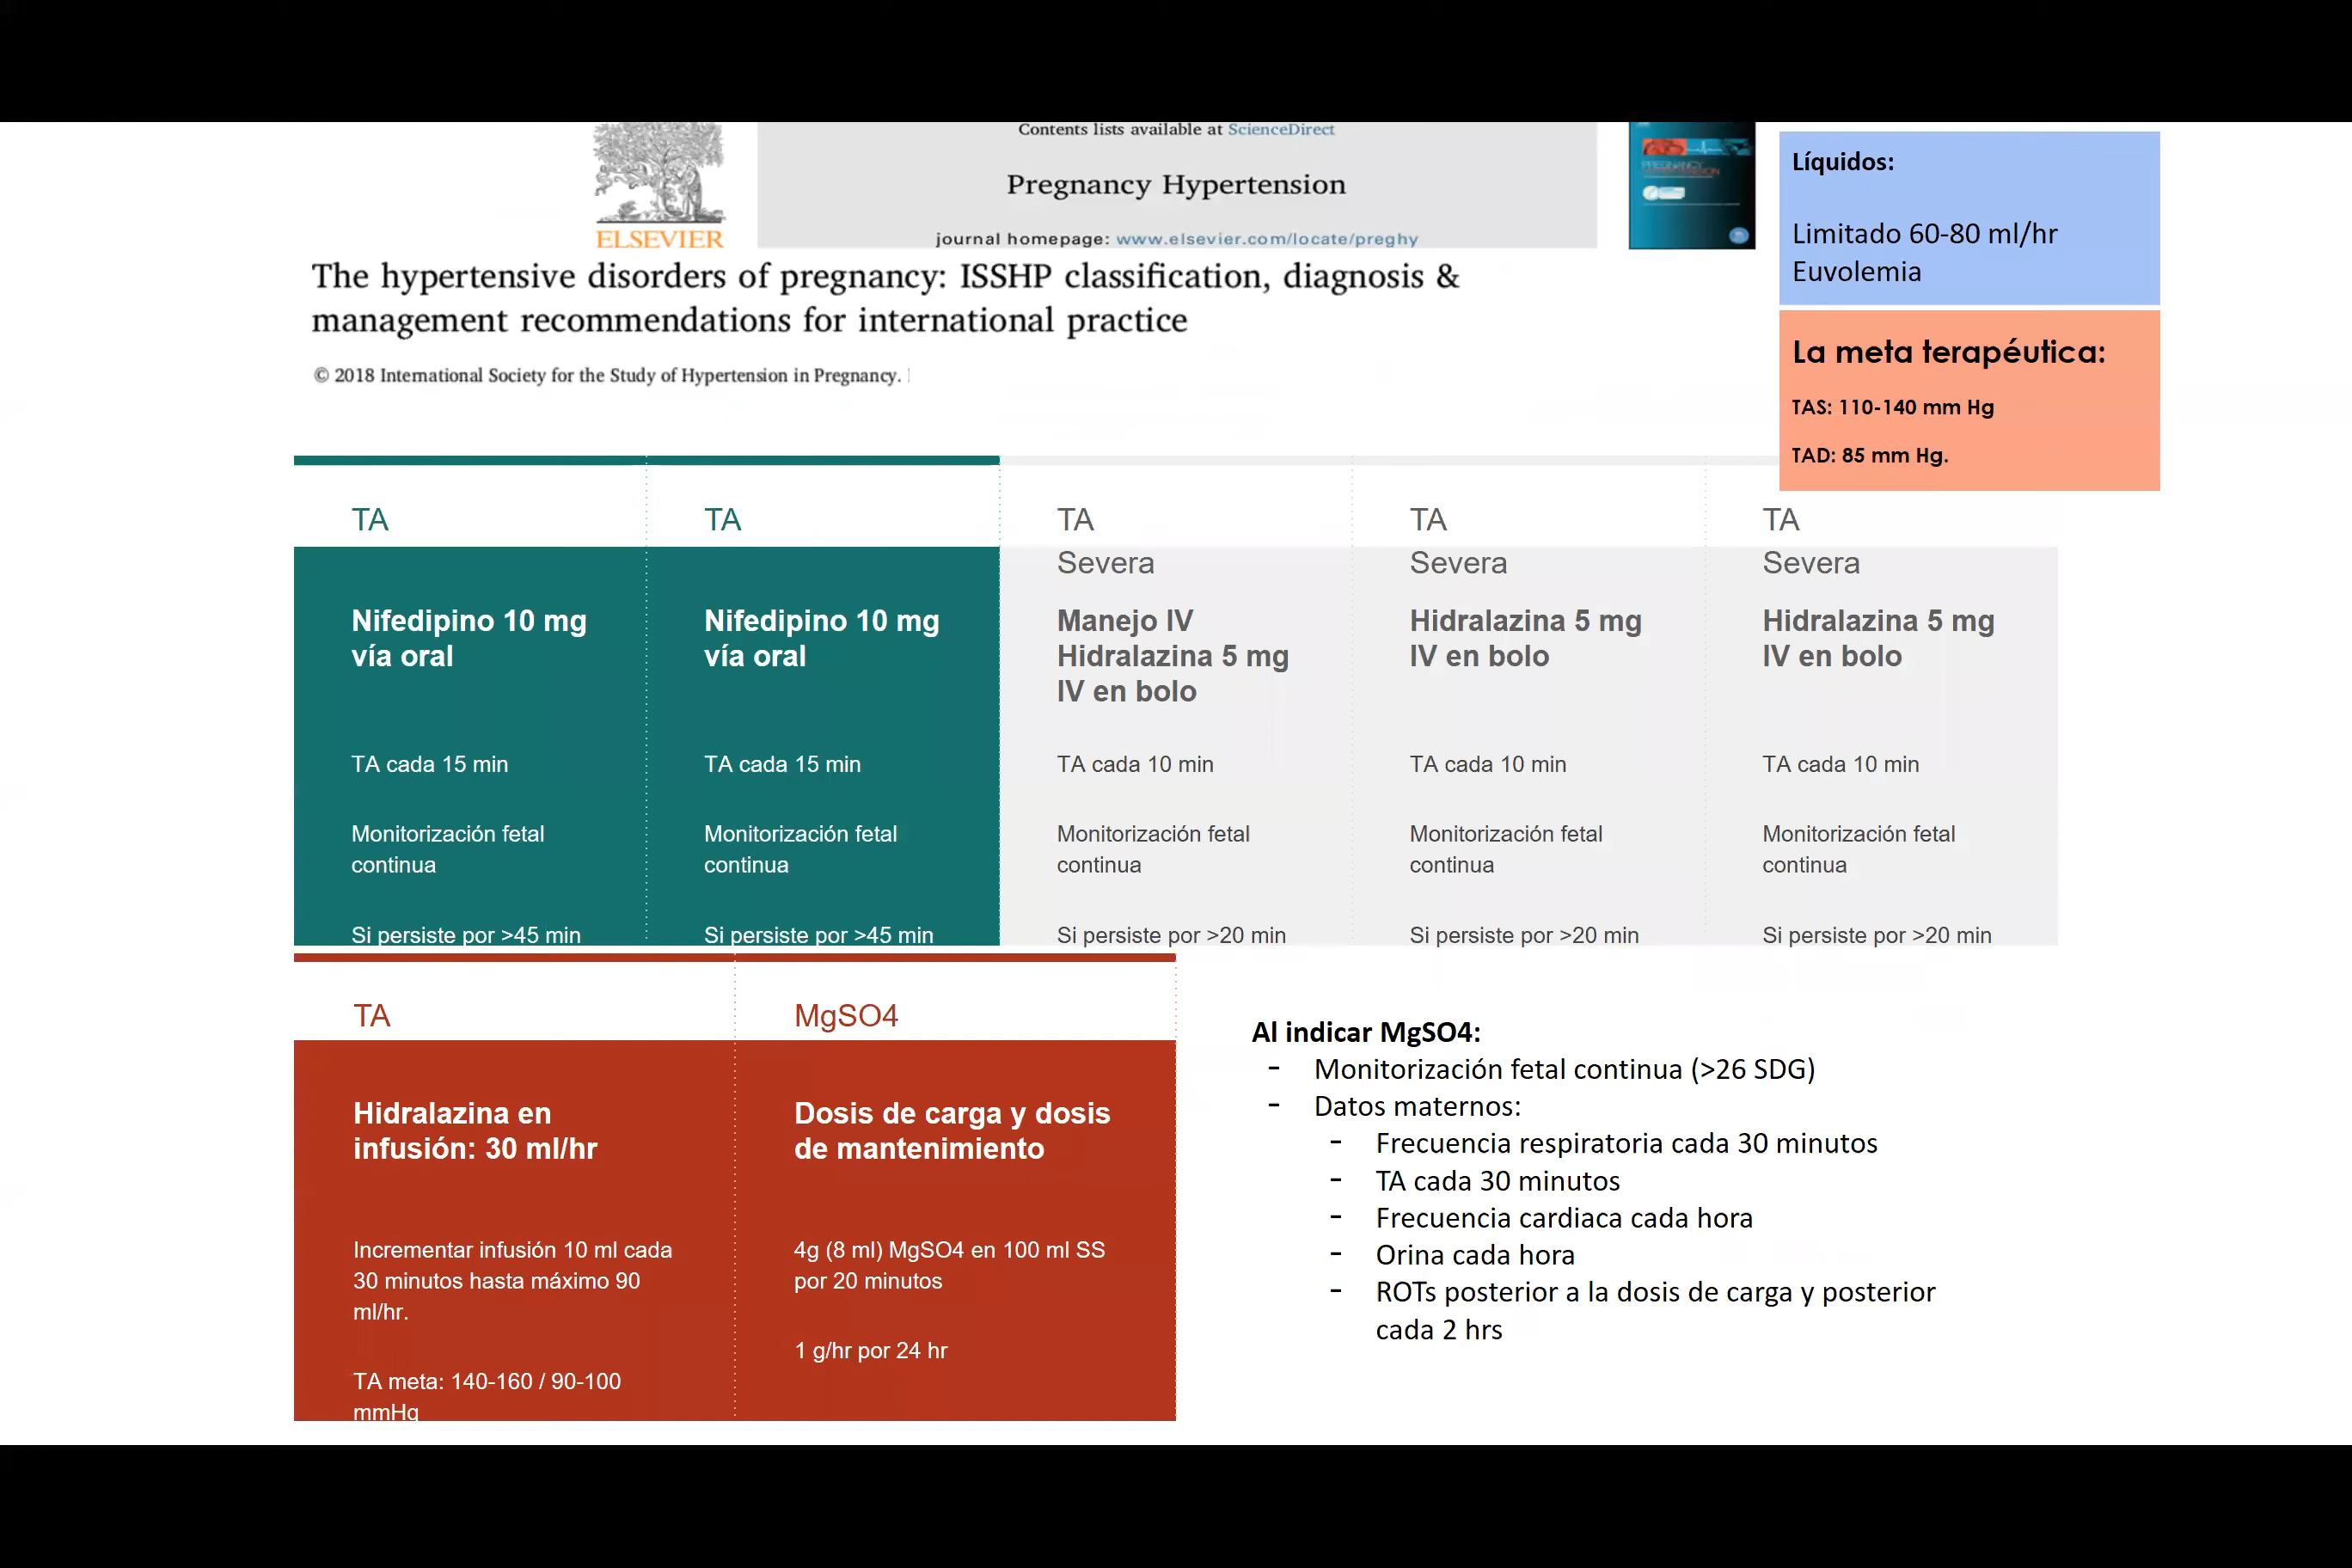 Contents lists available at ScienceDirect
Pregnancy Hypertension
journal homepage: www.elsevier.com/locate/preghy
ELSEVIER
The hypertensive disorders of pregnancy: ISSHP classification, diagnosis &
management recommendations for international practice
© 2018 International Society for the Study of Hypertension in Pregnancy.
Líquidos:
Limitado 60-80 ml/hr
Euvolemia
La meta terapéutica:
TAS: 110-140 mm Hg
TAD: 85 mm Hg.
TA
Nifedipino 10 mg
vía oral
TA cada 15 min
Monitorización fetal
continua
Si persiste por >45 min
TA
Nifedipino 10 mg
vía oral
TA cada 15 min
Monitorización fetal
continua
Si persiste por >45 min
TA
Severa
Manejo IV
Hidralazina 5 mg
IV en bolo
TA cada 10 min
Monitorización fetal
continua
Si persiste por >20 min
TA
Severa
Hidralazina 5 mg
IV en bolo
TA cada 10 min
Monitorización fetal
continua
Si persiste por >20 min
TA
Severa
Hidralazina 5 mg
IV en bolo
TA cada 10 min
Monitorización fetal
continua
Si persiste por >20 min
TA
Hidralazina en
infusión: 30 ml/hr
Incrementar infusión 10 ml cada
30 minutos hasta máximo 90
ml/hr.
TA meta: 140-160 / 90-100
mmHg
MgSO4
Dosis de carga y dosis
de mantenimiento
4g (8 ml) MgSO4 en 100 ml SS
por 20 minutos
1 g/hr por 24 hr
Al indicar MgSO4:
- Monitorización fetal continua (>26 SDG)
- Datos maternos:
- Frecuencia respiratoria cada 30 minutos
- TA cada 30 minutos
- Frecuencia cardiaca cada hora
- Orina cada hora
- ROTs posterior a la dosis de carga y posterior
cada 2 hrs